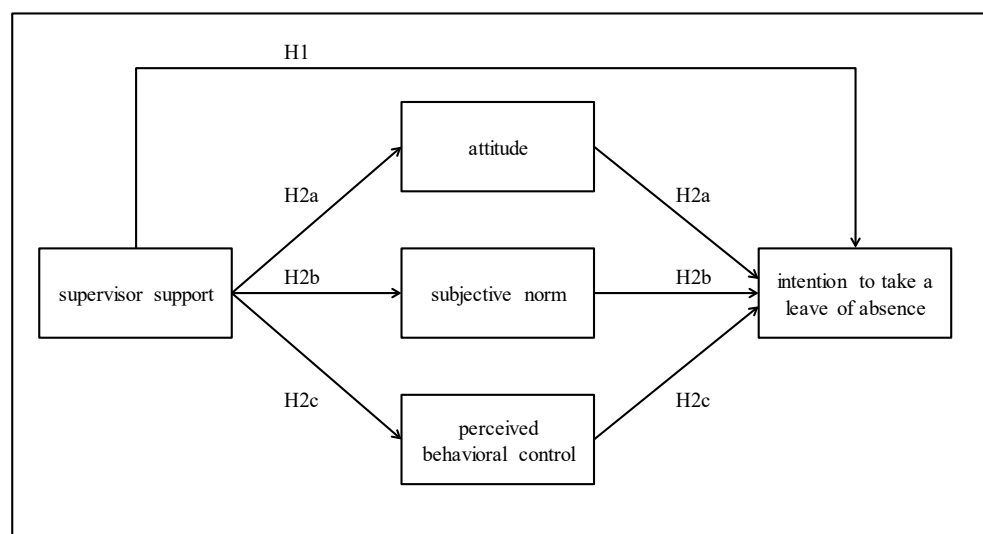 H1
attitude
H2a
H2a
supervisor support
H2b
subjective norm
H2b
intention to take a
leave of absence
H2c
H2c
perceived
behavioral control